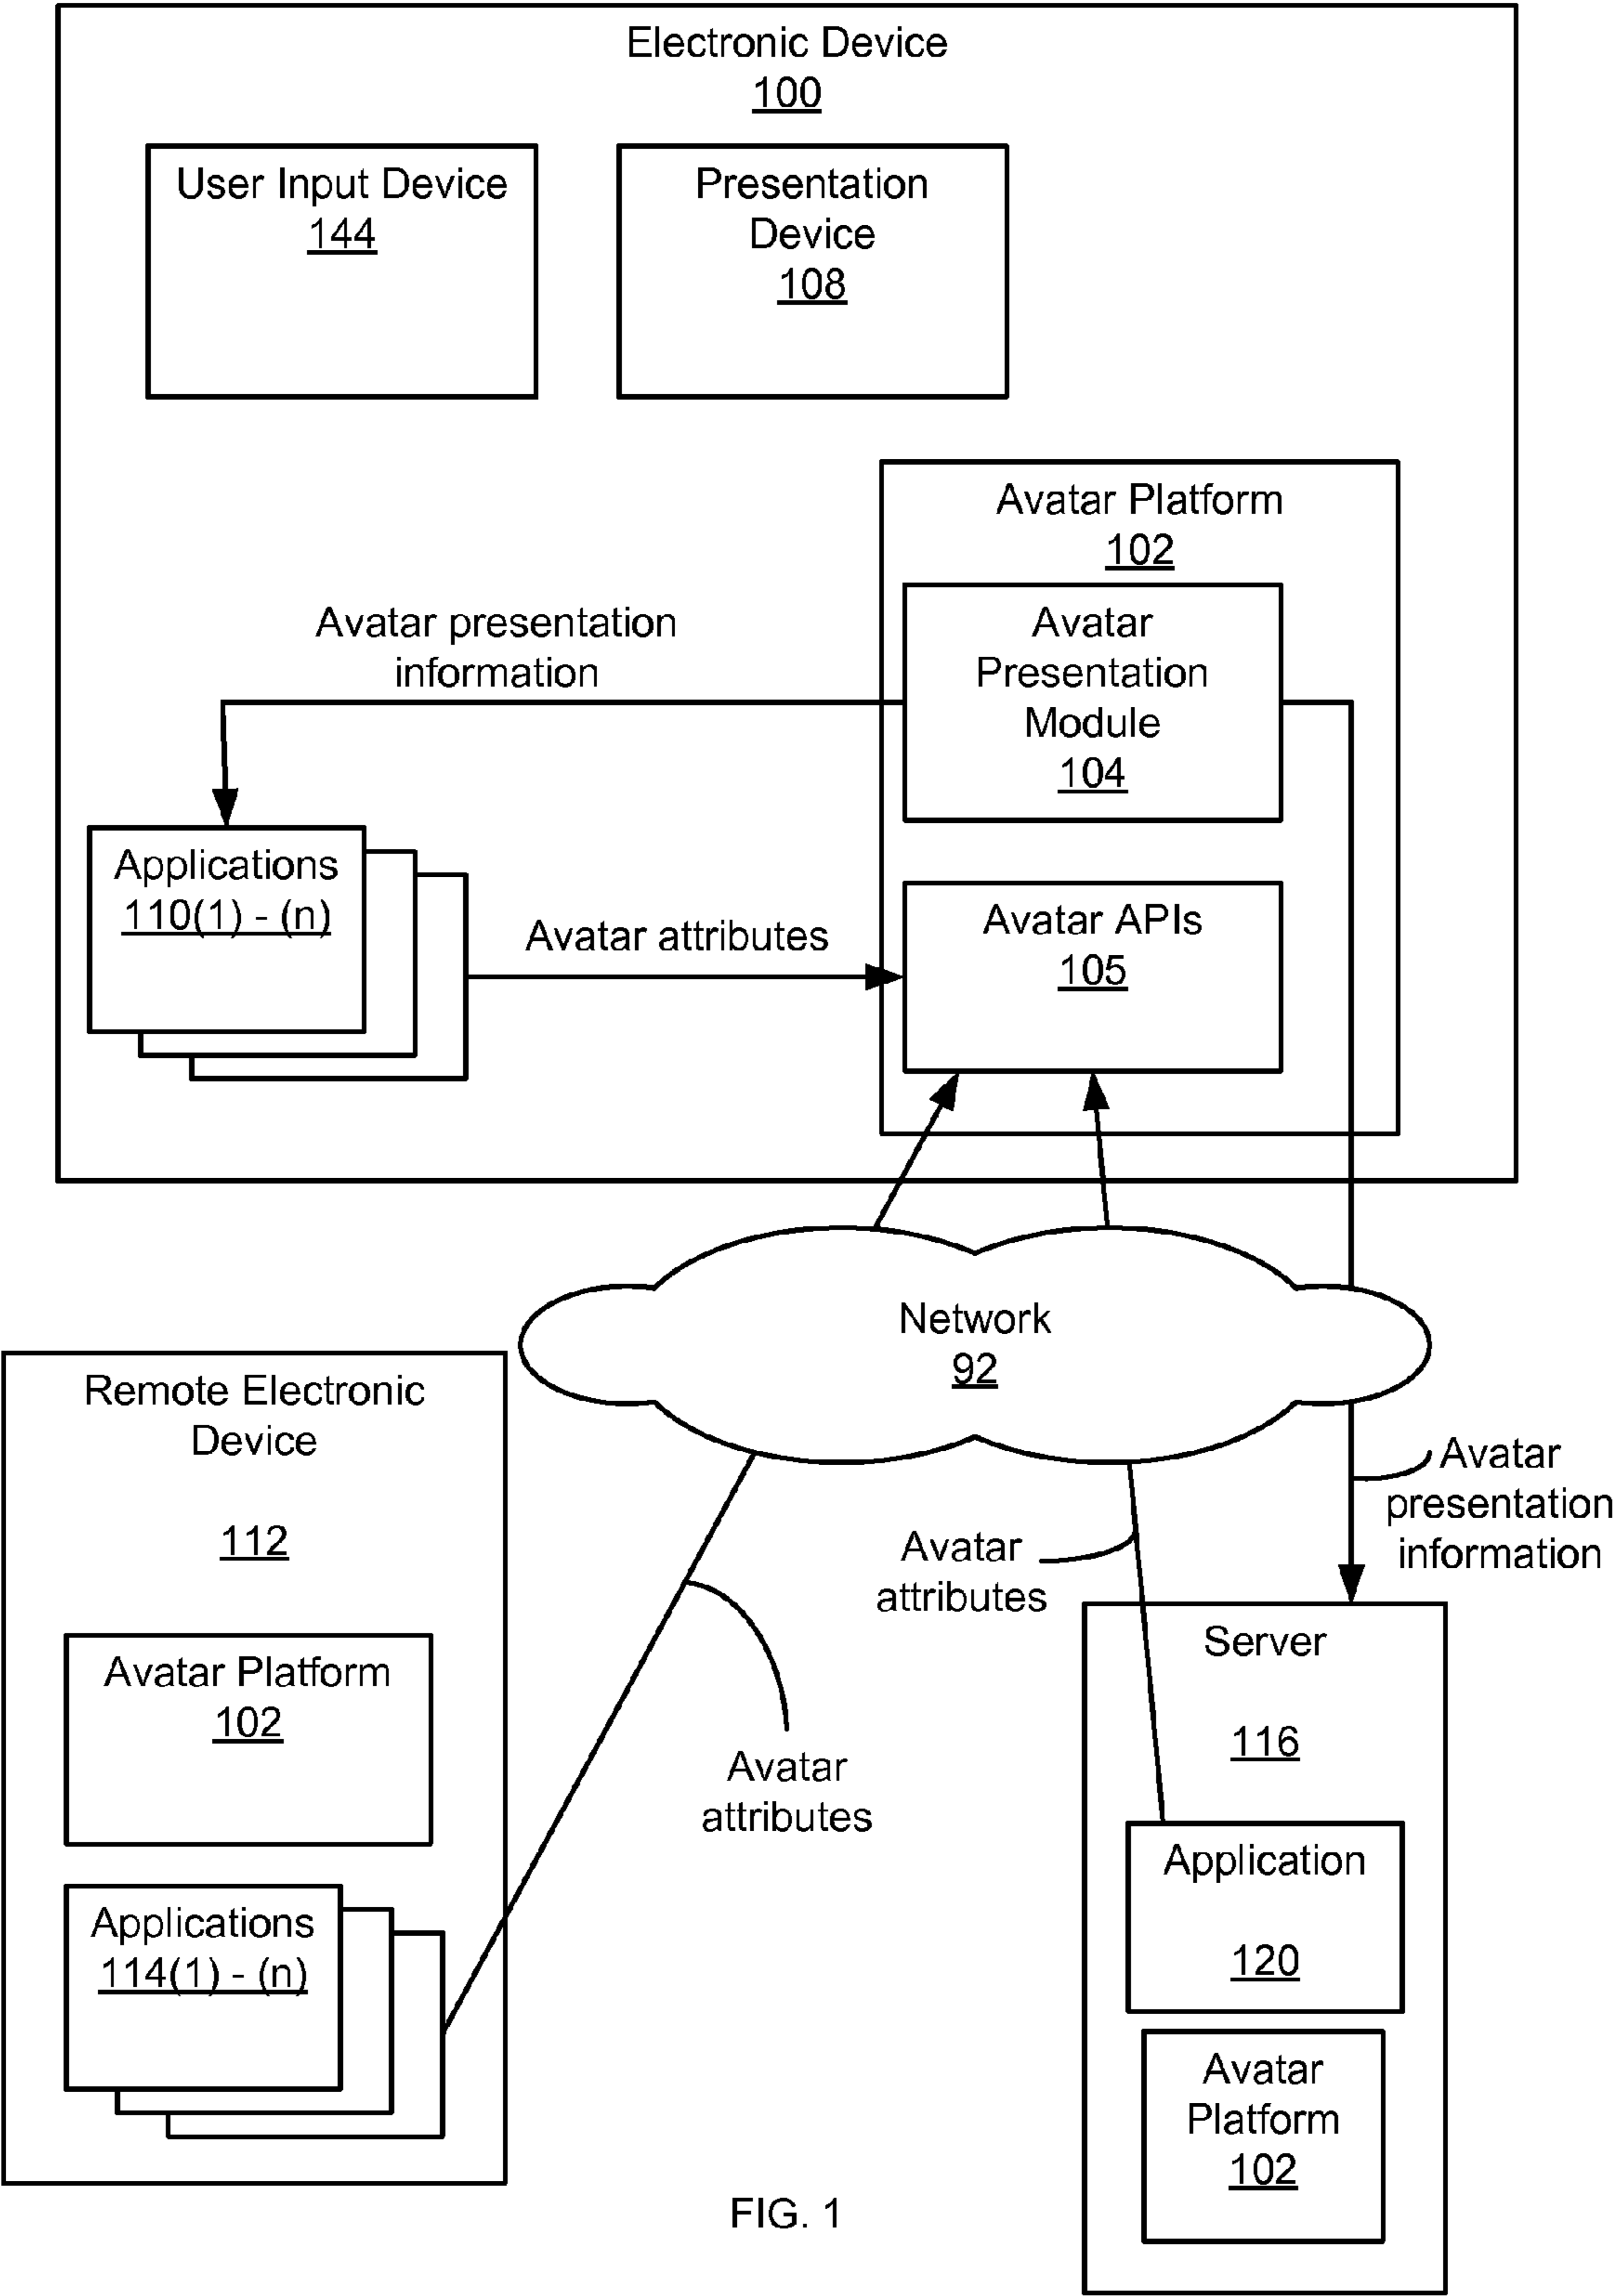 Electronic Device
100
User Input Device
144
Presentation
Device
108
Avatar Platform
102
Avatar
Presentation
Module
104
Avatar presentation
information
Applications
110(1) - (n)
Avatar attributes
Avatar APIs
105
Network
92
Remote Electronic
Device
112
Avatar Platform
102
Applications
114(1) - (n)
Avatar
attributes
Avatar
attributes
Avatar
presentation
information
Server
116
Application
120
Avatar
Platform
102
FIG. 1